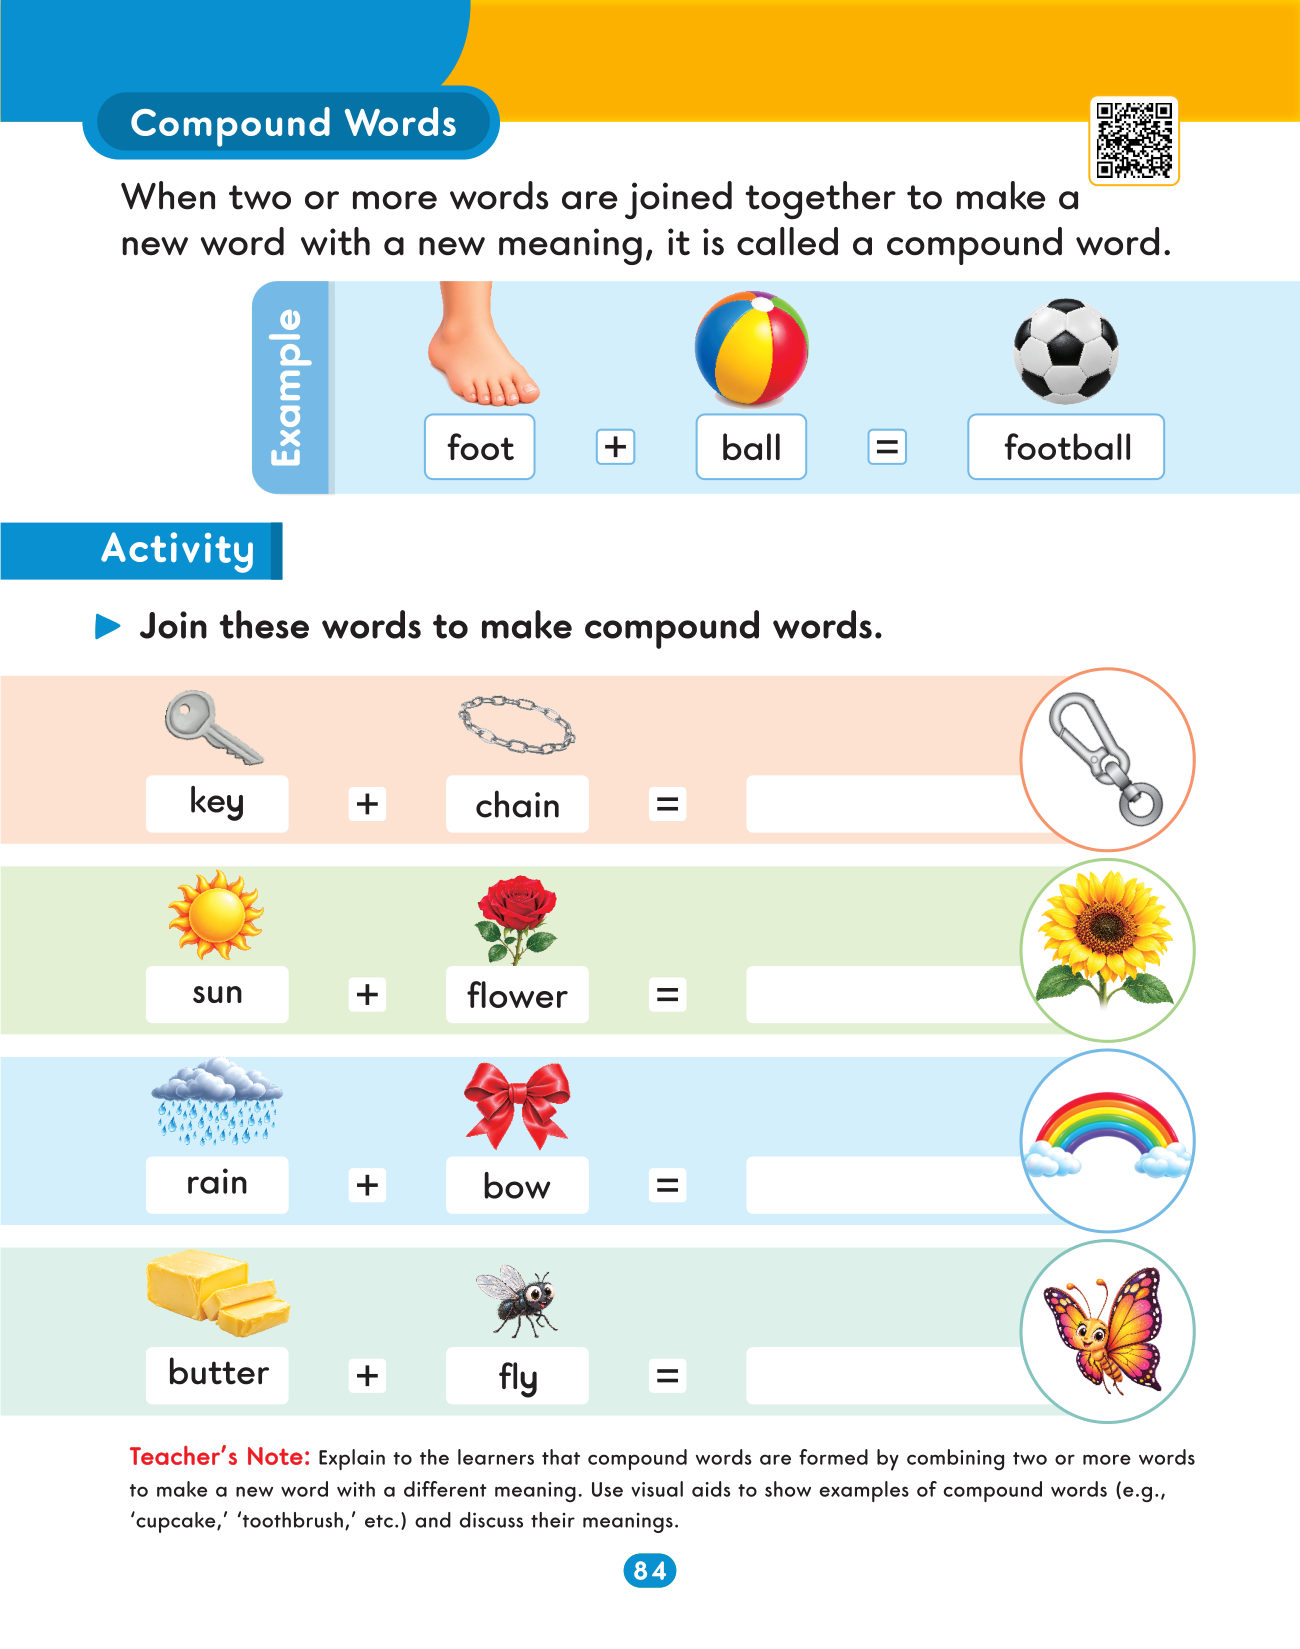 Compound Words
When two or more words are joined together to make a
new word with a new meaning, it is called a compound word.
Example
foot + ball = football
Activity
Join these words to make compound words.
key + chain =
sun + flower =
rain + bow =
butter + fly =
Teacher's Note: Explain to the learners that compound words are formed by combining two or more words
to make a new word with a different meaning. Use visual aids to show examples of compound words (e.g.,
‘cupcake,’ ‘toothbrush,’ etc.) and discuss their meanings.
84